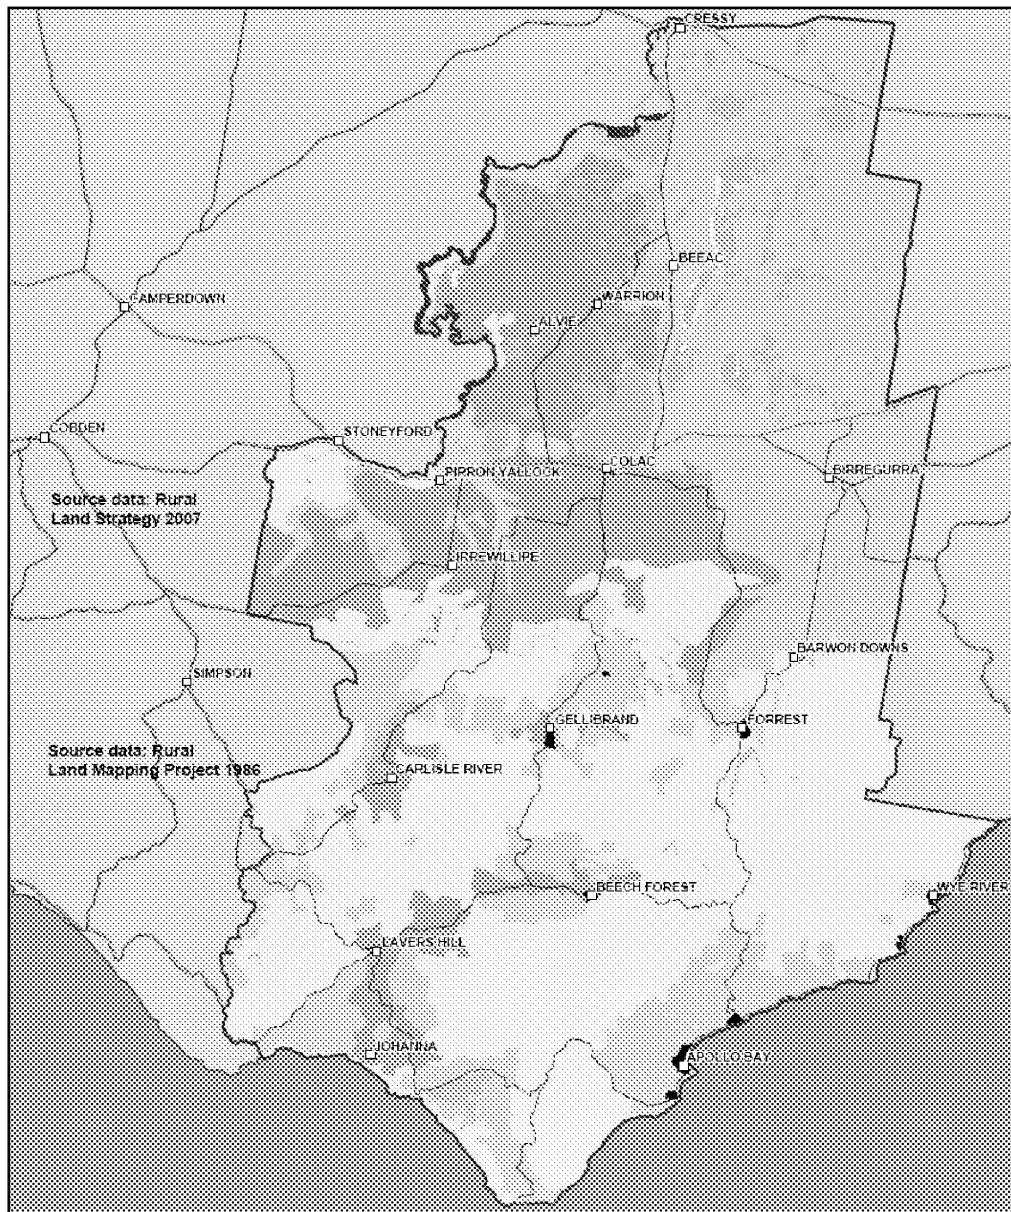 CRESSY
BEEAC
CAMPERDOWN
WARRION
ALVIE
COBDEN
STONEYFORD
COLAC
PIRRON YALLOCK
BIRREGURRA
Source data: Rural
Land Strategy 2007
IRREWILLIPE
BARWON DOWNS
SIMPSON
GELLIBRAND
FORREST
Source data: Rural
Land Mapping Project 1986
CARLISLE RIVER
BEECH FOREST
WYE RIVER
LAVERS HILL
JOHANNA
APOLLO BAY